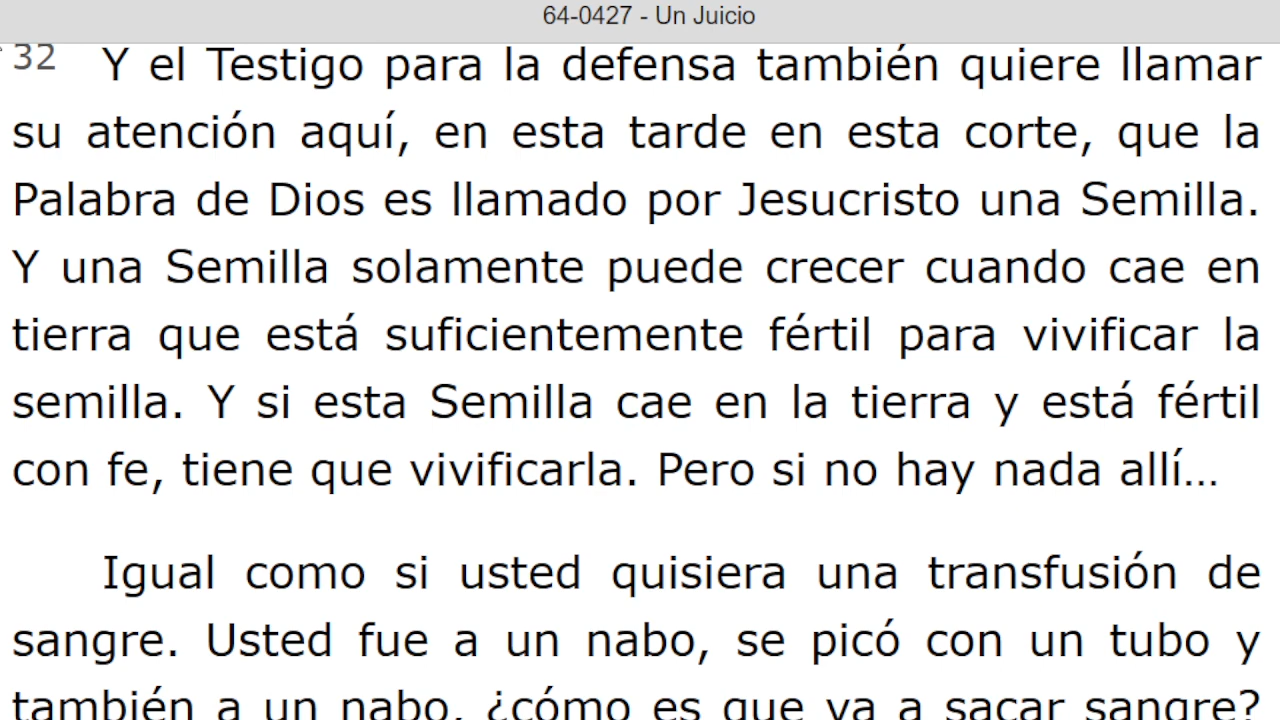 64-0427 - Un Juicio
32 Y el Testigo para la defensa también quiere llamar
su atención aquí, en esta tarde en esta corte, que la
Palabra de Dios es llamado por Jesucristo una Semilla.
Y una Semilla solamente puede crecer cuando cae en
tierra que está suficientemente fértil para vivificar la
semilla. Y si esta Semilla cae en la tierra y está fértil
con fe, tiene que vivificarla. Pero si no hay nada allí...
Igual como si usted quisiera una transfusión de
sangre. Usted fue a un nabo, se picó con un tubo y
también a un nabo, ¿cómo es que va a sacar sangre?